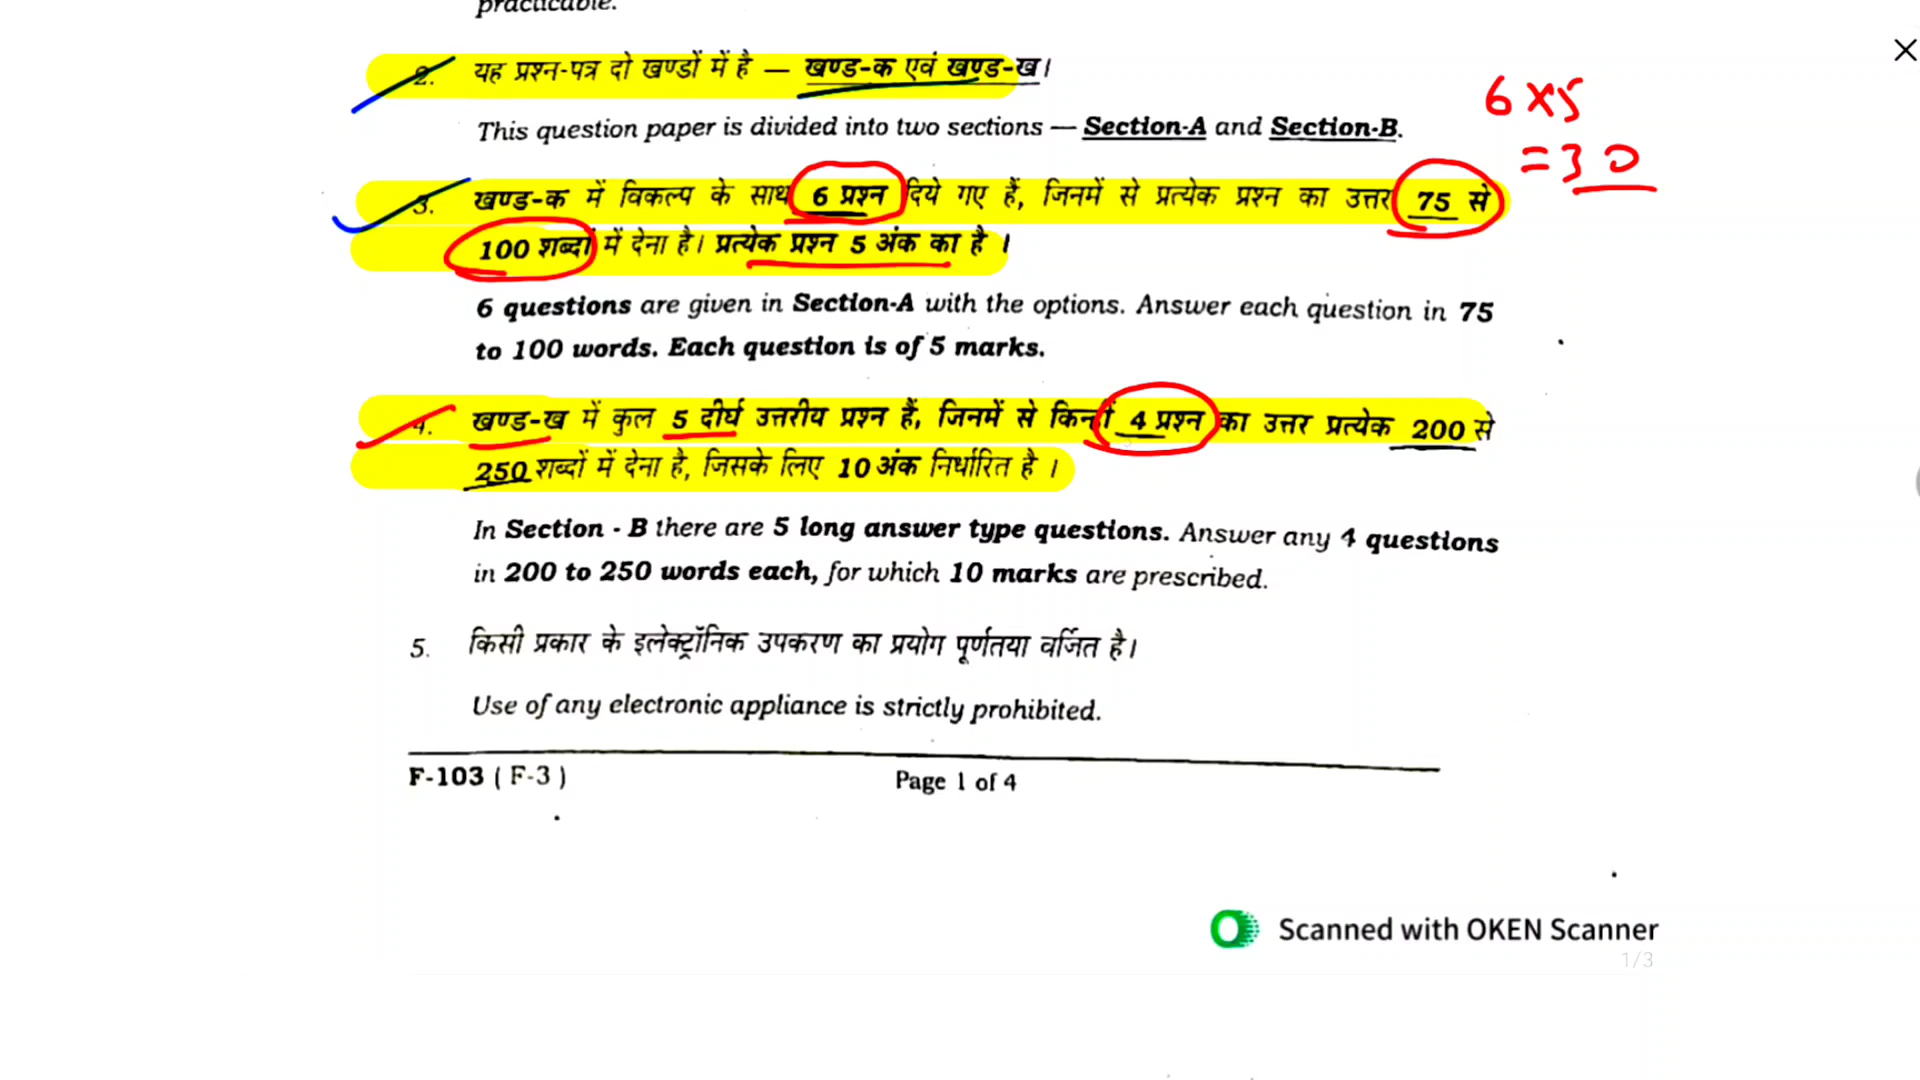 practicable.
2. यह प्रश्न-पत्र दो खण्डों में है — खण्ड-क एवं खण्ड-ख।
This question paper is divided into two sections — Section-A and Section-B.
6 x 5
= 30
3. खण्ड-क में विकल्प के साथ 6 प्रश्न दिये गए हैं, जिनमें से प्रत्येक प्रश्न का उत्तर 75 से
100 शब्दों में देना है। प्रत्येक प्रश्न 5 अंक का है ।
6 questions are given in Section-A with the options. Answer each question in 75
to 100 words. Each question is of 5 marks.
4. खण्ड-ख में कुल 5 दीर्घ उत्तरीय प्रश्न हैं, जिनमें से किन्हीं 4 प्रश्न का उत्तर प्रत्येक 200 से
250 शब्दों में देना है, जिसके लिए 10 अंक निर्धारित है ।
In Section - B there are 5 long answer type questions. Answer any 4 questions
in 200 to 250 words each, for which 10 marks are prescribed.
5. किसी प्रकार के इलेक्ट्रॉनिक उपकरण का प्रयोग पूर्णतया वर्जित है।
Use of any electronic appliance is strictly prohibited.
F-103 ( F-3 ) Page 1 of 4
Scanned with OKEN Scanner
1/3